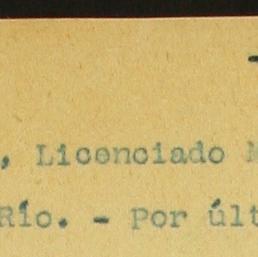 , Licenciado
Río. - Por últ